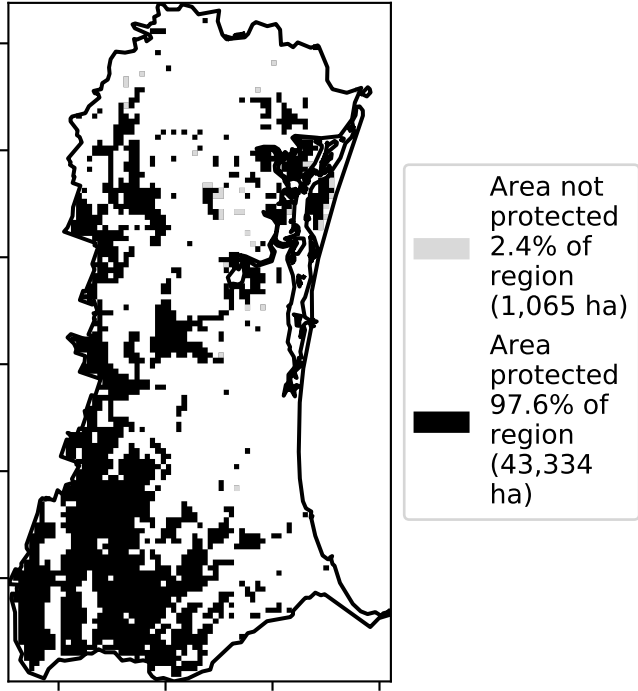 Area not
protected
2.4% of
region
(1,065 ha)
Area
protected
97.6% of
region
(43,334
ha)